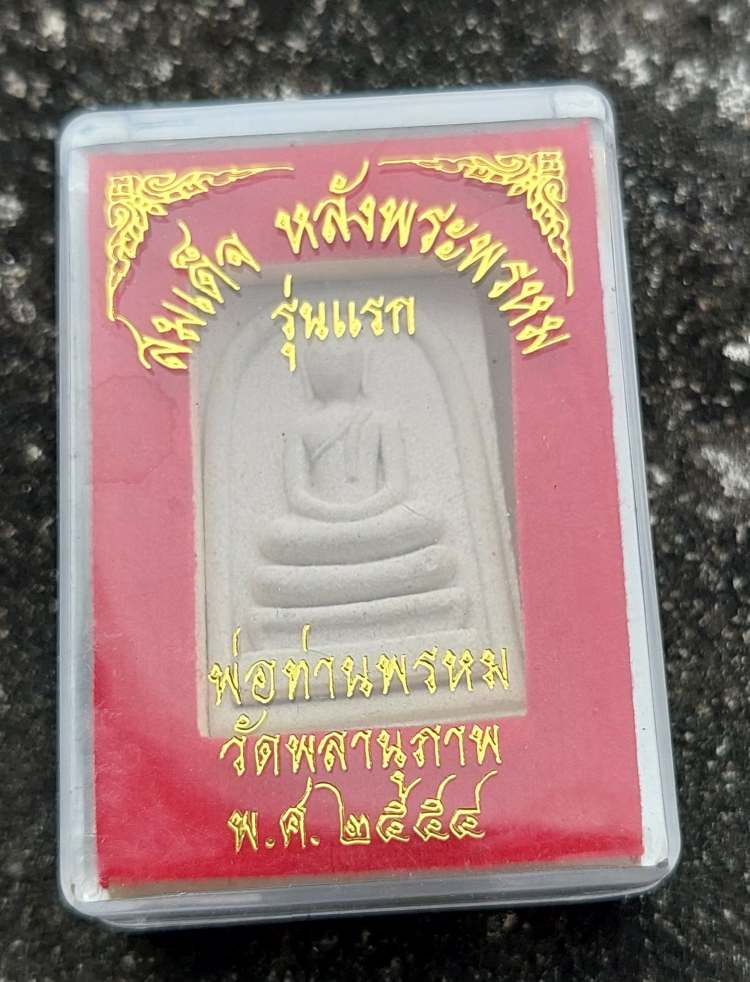 สมเด็จ หลังพระพรหม
รุ่นแรก
พ่อท่านพรหม
วัดพลานุภาพ
พ.ศ. ๒๕๕๔